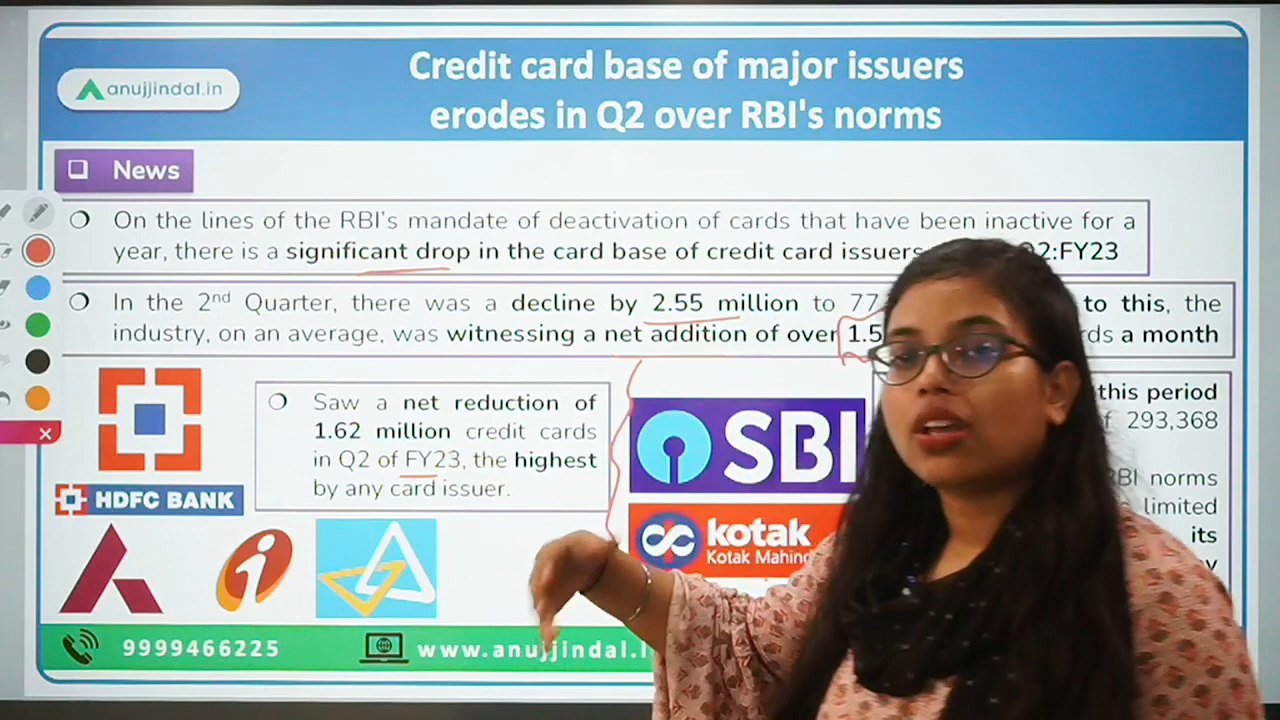 Credit card base of major issuers
erodes in Q2 over RBI's norms
anujjindal.in
News
On the lines of the RBI's mandate of deactivation of cards that have been inactive for a
year, there is a significant drop in the card base of credit card issuers Q2:FY23
In the 2nd Quarter, there was a decline by 2.55 million to 77 to this, the
industry, on an average, was witnessing a net addition of over 1.5 a month
Saw a net reduction of
1.62 million credit cards
in Q2 of FY23, the highest
by any card issuer.
HDFC BANK
SBI
kotak
Kotak Mahind
this period
293,368
RBI norms
limited
its
9999466225
www.anujjindal.i